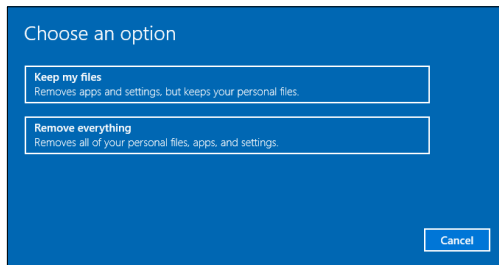 Choose an option
Keep my files
Removes apps and settings, but keeps your personal files.
Remove everything
Removes all of your personal files, apps, and settings.
Cancel